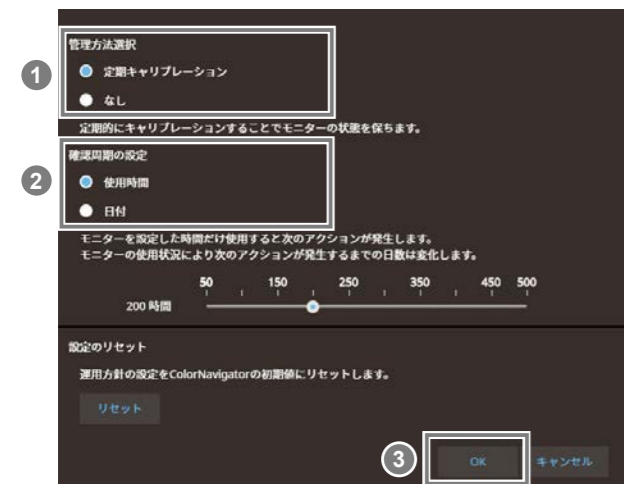 管理方法選択
1
定期キャリブレーション
なし
定期的にキャリブレーションすることでモニターの状態を保ちます。
確認周期の設定
2
使用時間
日付
モニターを設定した時間だけ使用すると次のアクションが発生します。
モニターの使用状況により次のアクションが発生するまでの日数は変化します。
50 150 250 350 450 500
200 時間
設定のリセット
運用方針の設定をColorNavigatorの初期値にリセットします。
リセット
3 OK キャンセル